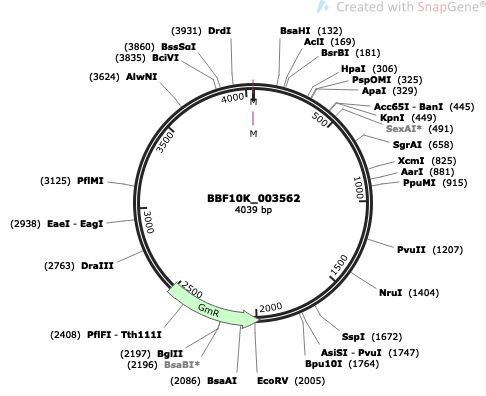 Created with SnapGene®
(3931) DrdI
BsaHI (132)
(3860) BssSαI
AclI (169)
(3835) BciVI
BsrBI (181)
(3624) AlwNI
HpaI (306)
PspOMI (325)
ApaI (329)
Acc65I - BanI (445)
KpnI (449)
SexAI* (491)
SgrAI (658)
XcmI (825)
AarI (881)
PpuMI (915)
(3125) PflMI
(2938) EaeI - EagI
(2763) DraIII
PvuII (1207)
NruI (1404)
SspI (1672)
AsiSI - PvuI (1747)
Bpu10I (1764)
(2408) PflFI - Tth111I
(2197) BglII
(2196) BsaBI*
(2086) BsaAI
EcoRV (2005)
4000
M
M
500
1000
1500
2000
2500
3000
3500
GmR
BBF10K_003562
4039 bp